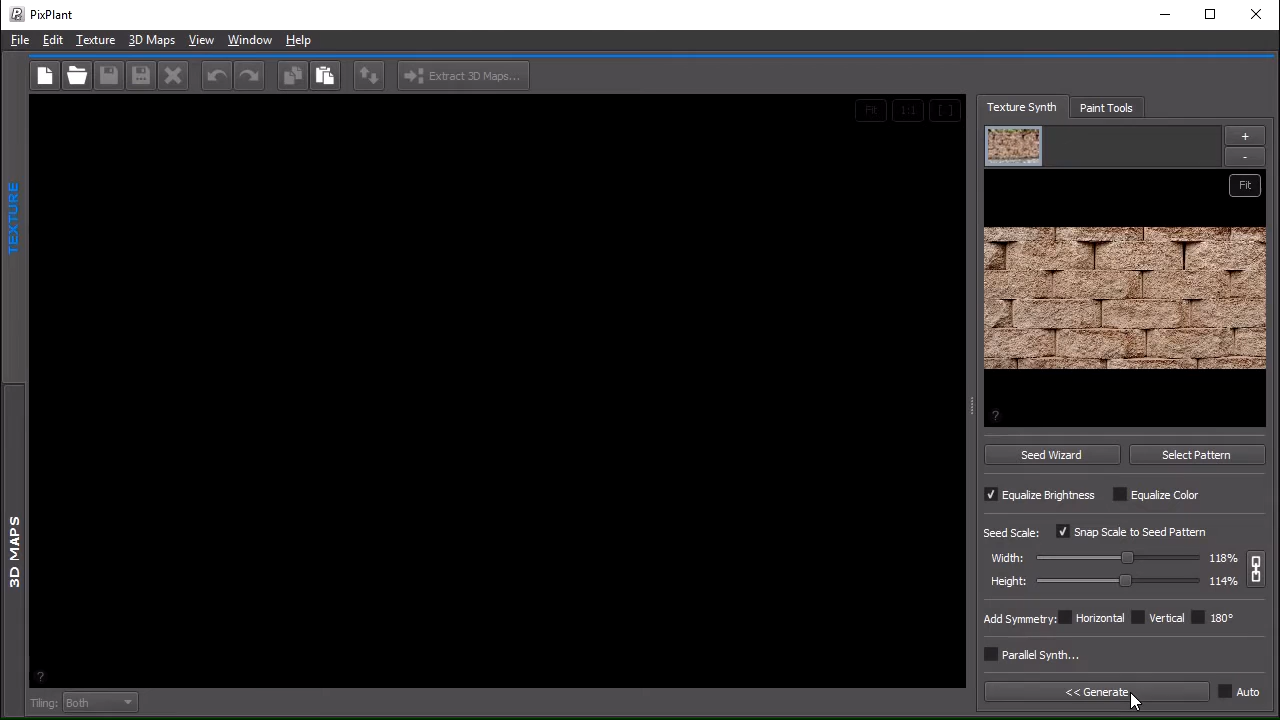 PixPlant
File Edit Texture 3D Maps View Window Help
Extract 3D Maps...
Fit 1:1 [ ]
TEXTURE
3D MAPS
Texture Synth Paint Tools
+
-
Fit
?
Seed Wizard Select Pattern
Equalize Brightness Equalize Color
Seed Scale: Snap Scale to Seed Pattern
Width: 118%
Height: 114%
Add Symmetry: Horizontal Vertical 180°
Parallel Synth...
<< Generate Auto
?
Tiling: Both